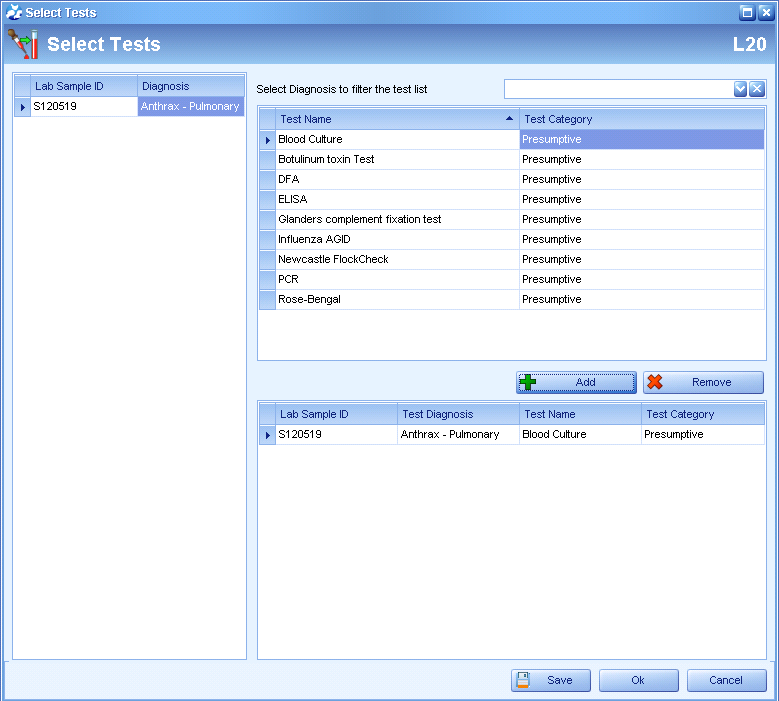 Select Tests
Select Tests
L20
Lab Sample ID Diagnosis
S120519 Anthrax - Pulmonary
Select Diagnosis to filter the test list
Test Name Test Category
Blood Culture Presumptive
Botulinum toxin Test Presumptive
DFA Presumptive
ELISA Presumptive
Glanders complement fixation test Presumptive
Influenza AGID Presumptive
Newcastle FlockCheck Presumptive
PCR Presumptive
Rose-Bengal Presumptive
Add Remove
Lab Sample ID Test Diagnosis Test Name Test Category
S120519 Anthrax - Pulmonary Blood Culture Presumptive
Save Ok Cancel